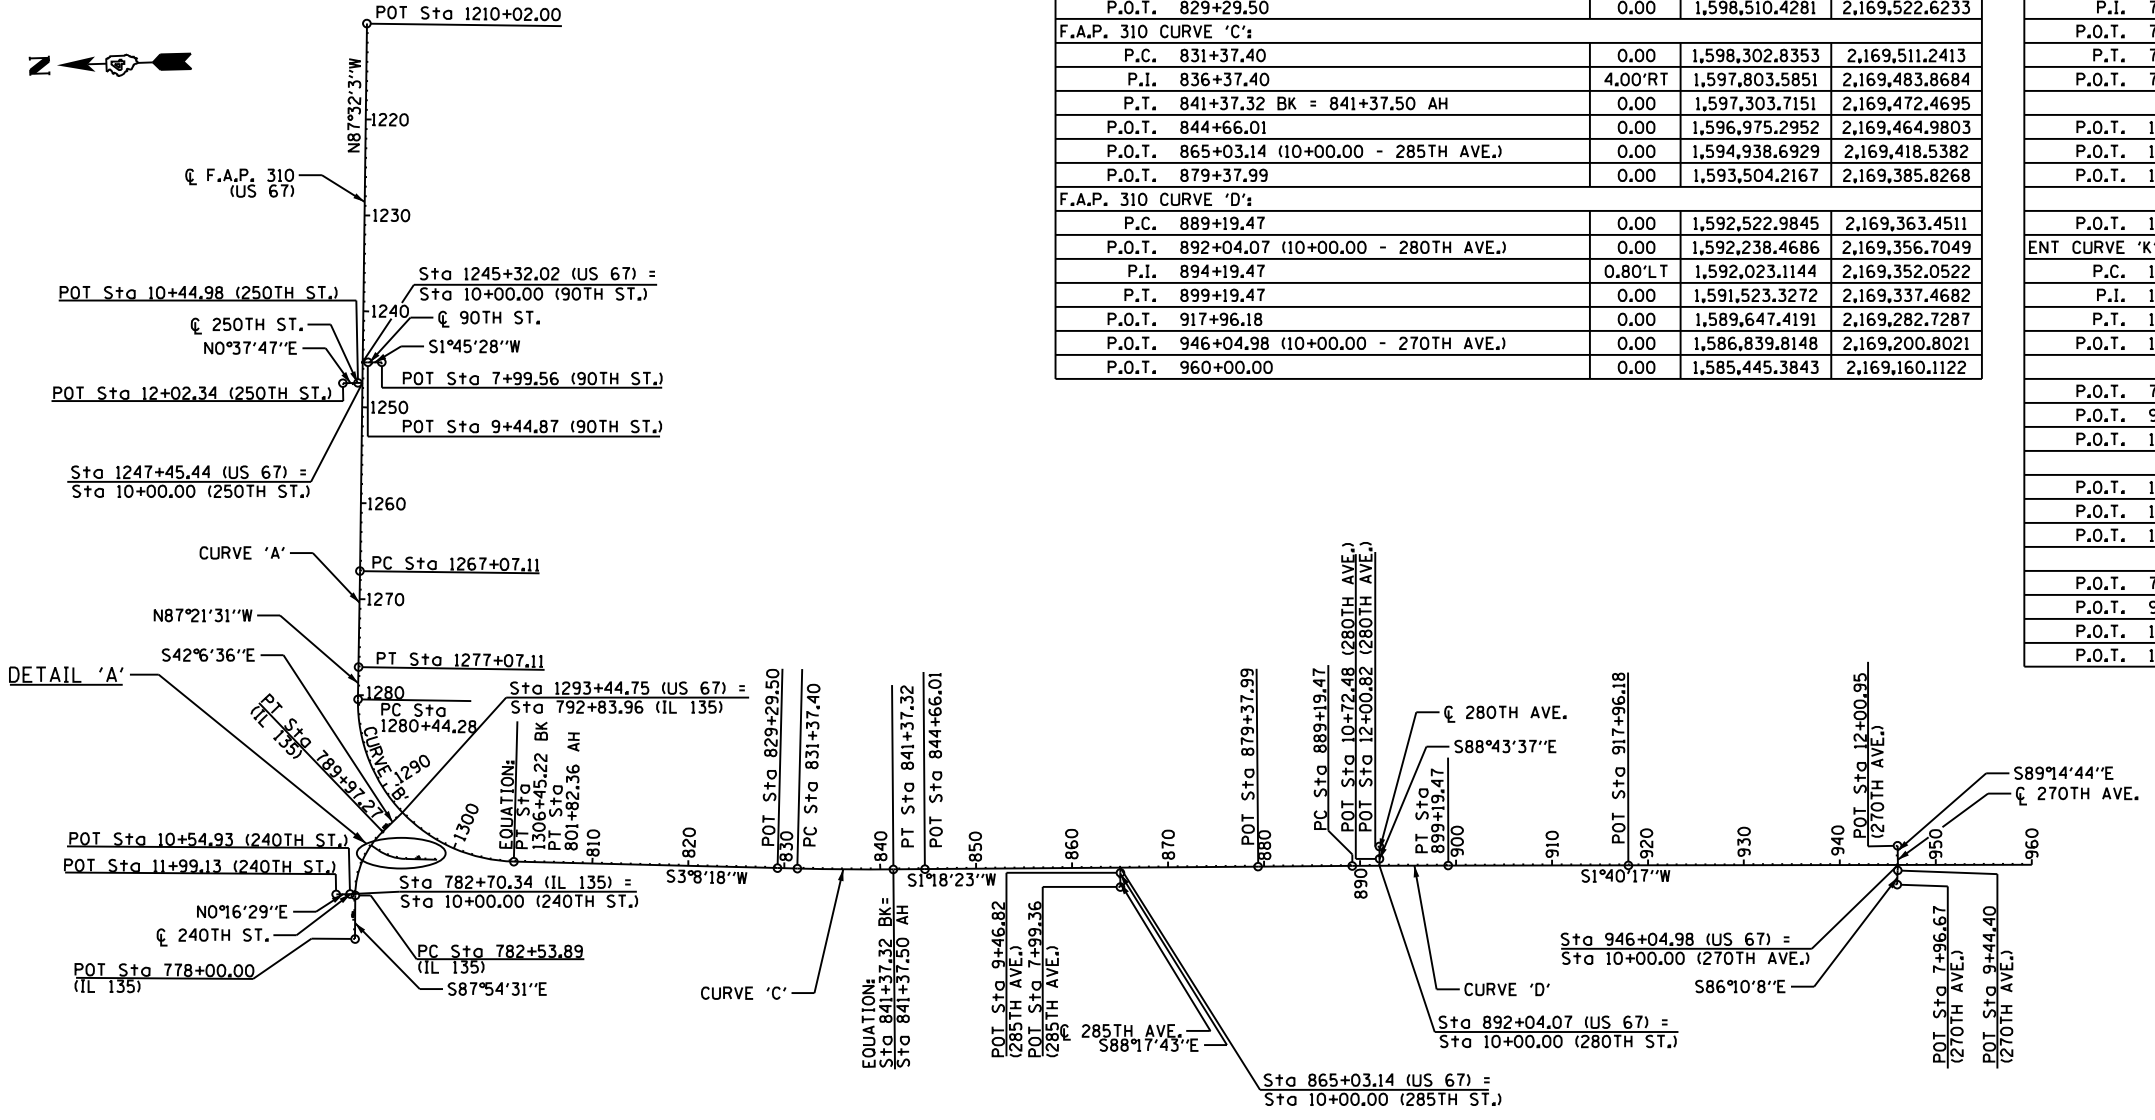 POT Sta 1210+02.00
N
N87°32'3"W
1220
℄ F.A.P. 310
(US 67)
1230
Sta 1245+32.02 (US 67) =
Sta 10+00.00 (90TH ST.)
POT Sta 10+44.98 (250TH ST.)
1240
℄ 250TH ST.
℄ 90TH ST.
N0°37'47"E
S1°45'28"W
POT Sta 7+99.56 (90TH ST.)
POT Sta 12+02.34 (250TH ST.)
1250
POT Sta 9+44.87 (90TH ST.)
Sta 1247+45.44 (US 67) =
Sta 10+00.00 (250TH ST.)
1260
CURVE 'A'
PC Sta 1267+07.11
1270
N87°21'31"W
S42°6'36"E
PT Sta 1277+07.11
DETAIL 'A'
1280
PC Sta
1280+44.28
PT Sta 789+97.27
(IL 135)
CURVE 'B'
1290
1300
Sta 1293+44.75 (US 67) =
Sta 792+83.96 (IL 135)
EQUATION:
PT Sta
1306+45.22 BK
PT Sta
801+82.36 AH
POT Sta 10+54.93 (240TH ST.)
POT Sta 11+99.13 (240TH ST.)
Sta 782+70.34 (IL 135) =
Sta 10+00.00 (240TH ST.)
N0°16'29"E
℄ 240TH ST.
PC Sta 782+53.89
(IL 135)
POT Sta 778+00.00
(IL 135)
S87°54'31"E
810
820
S3°8'18"W
POT Sta 829+29.50
830
PC Sta 831+37.40
840
PT Sta 841+37.32
POT Sta 844+66.01
850
S1°18'23"W
CURVE 'C'
EQUATION:
Sta 841+37.32 BK=
Sta 841+37.50 AH
860
870
POT Sta 9+46.82
(285TH AVE.)
POT Sta 7+99.36
(285TH AVE.)
℄ 285TH AVE.
S88°17'43"E
Sta 865+03.14 (US 67) =
Sta 10+00.00 (285TH ST.)
POT Sta 879+37.99
880
PC Sta 889+19.47
890
POT Sta 10+72.48 (280TH AVE.)
POT Sta 12+00.82 (280TH AVE.)
℄ 280TH AVE.
S88°43'37"E
PT Sta
899+19.47
900
CURVE 'D'
Sta 892+04.07 (US 67) =
Sta 10+00.00 (280TH ST.)
910
POT Sta 917+96.18
920
S1°40'17"W
930
940
POT Sta 12+00.95
(270TH AVE.)
950
960
S89°14'44"E
℄ 270TH AVE.
Sta 946+04.98 (US 67) =
Sta 10+00.00 (270TH AVE.)
S86°10'8"E
POT Sta 7+96.67
(270TH AVE.)
POT Sta 9+44.40
(270TH AVE.)
P.O.T. 829+29.50 0.00 1,598,510.4281 2,169,522.6233
F.A.P. 310 CURVE 'C':
P.C. 831+37.40 0.00 1,598,302.8353 2,169,511.2413
P.I. 836+37.40 4.00'RT 1,597,803.5851 2,169,483.8684
P.T. 841+37.32 BK = 841+37.50 AH 0.00 1,597,303.7151 2,169,472.4695
P.O.T. 844+66.01 0.00 1,596,975.2952 2,169,464.9803
P.O.T. 865+03.14 (10+00.00 - 285TH AVE.) 0.00 1,594,938.6929 2,169,418.5382
P.O.T. 879+37.99 0.00 1,593,504.2167 2,169,385.8268
F.A.P. 310 CURVE 'D':
P.C. 889+19.47 0.00 1,592,522.9845 2,169,363.4511
P.O.T. 892+04.07 (10+00.00 - 280TH AVE.) 0.00 1,592,238.4686 2,169,356.7049
P.I. 894+19.47 0.80'LT 1,592,023.1144 2,169,352.0522
P.T. 899+19.47 0.00 1,591,523.3272 2,169,337.4682
P.O.T. 917+96.18 0.00 1,589,647.4191 2,169,282.7287
P.O.T. 946+04.98 (10+00.00 - 270TH AVE.) 0.00 1,586,839.8148 2,169,200.8021
P.O.T. 960+00.00 0.00 1,585,445.3843 2,169,160.1122
P.I. 7
P.O.T. 7
P.T. 7
P.O.T. 7
P.O.T. 1
P.O.T. 1
P.O.T. 1
P.O.T. 1
ENT CURVE 'K'
P.C. 1
P.I. 1
P.T. 1
P.O.T. 1
P.O.T. 7
P.O.T. 9
P.O.T. 1
P.O.T. 1
P.O.T. 1
P.O.T. 1
P.O.T. 7
P.O.T. 9
P.O.T. 1
P.O.T. 1